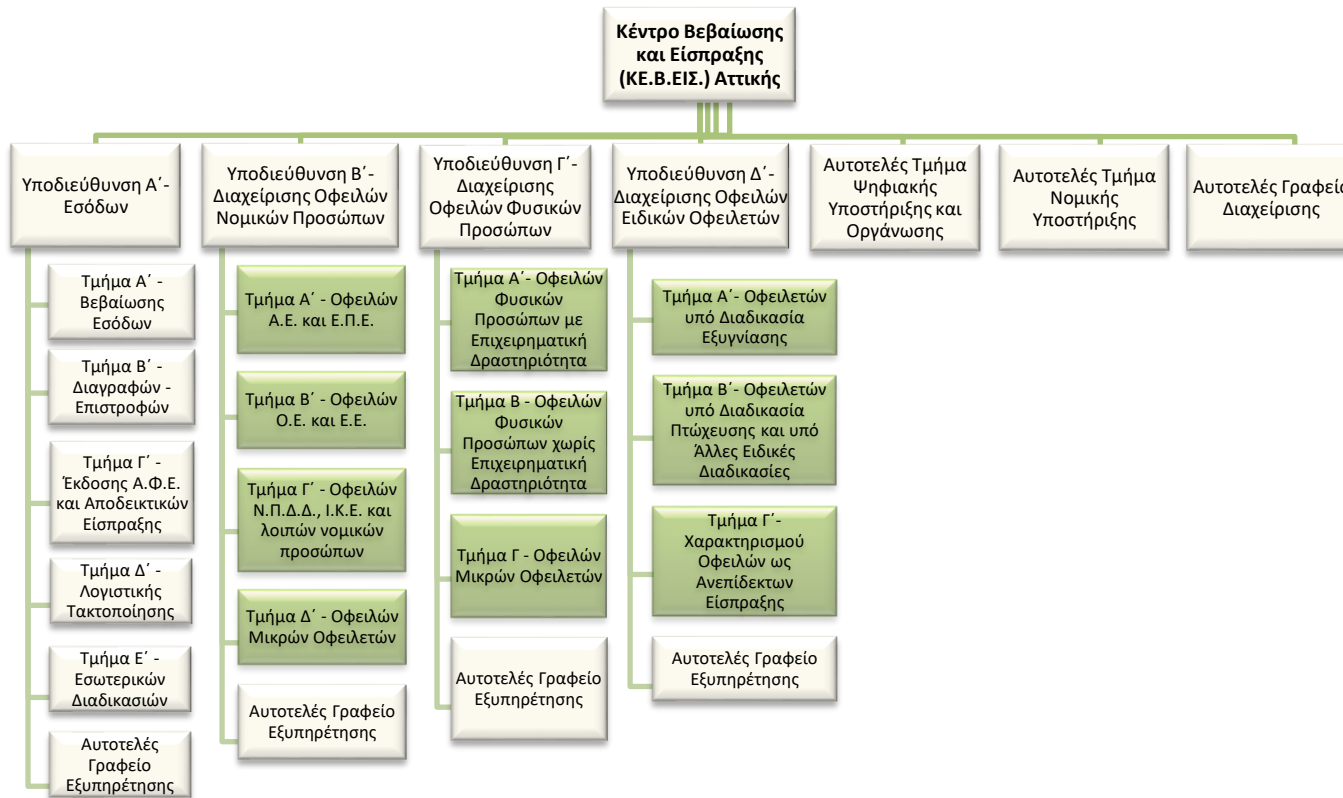 Κέντρο Βεβαίωσης
και Είσπραξης
(ΚΕ.Β.ΕΙΣ.) Αττικής
Υποδιεύθυνση Α΄-
Εσόδων
Τμήμα Α΄ -
Βεβαίωσης
Εσόδων
Τμήμα Β΄ -
Διαγραφών -
Επιστροφών
Τμήμα Γ΄ -
Έκδοσης Α.Φ.Ε.
και Αποδεικτικών
Είσπραξης
Τμήμα Δ΄ -
Λογιστικής
Τακτοποίησης
Τμήμα Ε΄ -
Εσωτερικών
Διαδικασιών
Αυτοτελές
Γραφείο
Εξυπηρέτησης
Υποδιεύθυνση Β΄-
Διαχείρισης Οφειλών
Νομικών Προσώπων
Τμήμα Α΄ - Οφειλών
Α.Ε. και Ε.Π.Ε.
Τμήμα Β΄ - Οφειλών
Ο.Ε. και Ε.Ε.
Τμήμα Γ΄ - Οφειλών
Ν.Π.Δ.Δ., Ι.Κ.Ε. και
λοιπών νομικών
προσώπων
Τμήμα Δ΄ - Οφειλών
Μικρών Οφειλετών
Αυτοτελές Γραφείο
Εξυπηρέτησης
Υποδιεύθυνση Γ΄-
Διαχείρισης
Οφειλών Φυσικών
Προσώπων
Τμήμα Α΄- Οφειλών
Φυσικών
Προσώπων με
Επιχειρηματική
Δραστηριότητα
Τμήμα Β - Οφειλών
Φυσικών
Προσώπων χωρίς
Επιχειρηματική
Δραστηριότητα
Τμήμα Γ - Οφειλών
Μικρών Οφειλετών
Αυτοτελές Γραφείο
Εξυπηρέτησης
Υποδιεύθυνση Δ΄-
Διαχείρισης Οφειλών
Ειδικών Οφειλετών
Τμήμα Α΄- Οφειλετών
υπό Διαδικασία
Εξυγνίασης
Τμήμα Β΄- Οφειλετών
υπό Διαδικασία
Πτώχευσης και υπό
Άλλες Ειδικές
Διαδικασίες
Τμήμα Γ΄-
Χαρακτηρισμού
Οφειλών ως
Ανεπίδεκτων
Είσπραξης
Αυτοτελές Γραφείο
Εξυπηρέτησης
Αυτοτελές Τμήμα
Ψηφιακής
Υποστήριξης και
Οργάνωσης
Αυτοτελές Τμήμα
Νομικής
Υποστήριξης
Αυτοτελές Γραφείο
Διαχείρισης